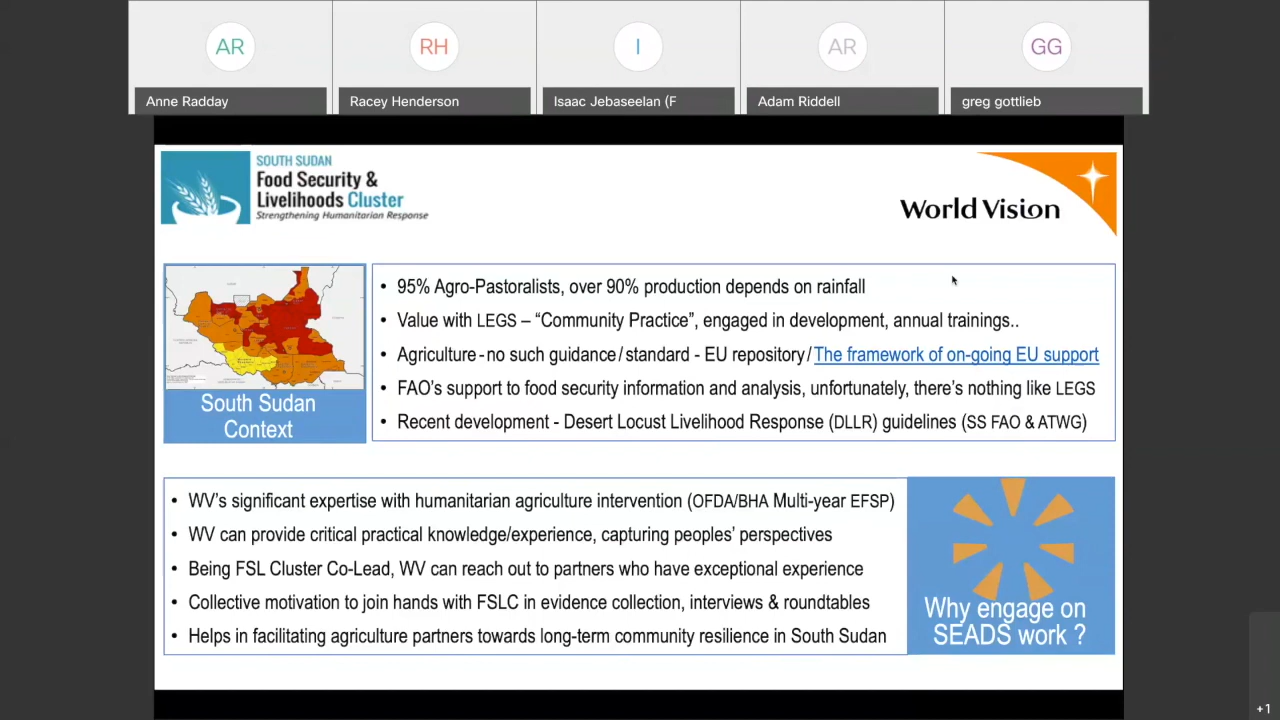 AR
RH
I
AR
GG
Anne Radday
Racey Henderson
Isaac Jebaseelan (F
Adam Riddell
greg gottlieb
SOUTH SUDAN
Food Security &
Livelihoods Cluster
Strengthening Humanitarian Response
World Vision
South Sudan
Context
• 95% Agro-Pastoralists, over 90% production depends on rainfall
• Value with LEGS – “Community Practice”, engaged in development, annual trainings..
• Agriculture - no such guidance / standard - EU repository / The framework of on-going EU support
• FAO’s support to food security information and analysis, unfortunately, there’s nothing like LEGS
• Recent development - Desert Locust Livelihood Response (DLLR) guidelines (SS FAO & ATWG)
• WV’s significant expertise with humanitarian agriculture intervention (OFDA/BHA Multi-year EFSP)
• WV can provide critical practical knowledge/experience, capturing peoples’ perspectives
• Being FSL Cluster Co-Lead, WV can reach out to partners who have exceptional experience
• Collective motivation to join hands with FSLC in evidence collection, interviews & roundtables
• Helps in facilitating agriculture partners towards long-term community resilience in South Sudan
Why engage on
SEADS work ?
+1